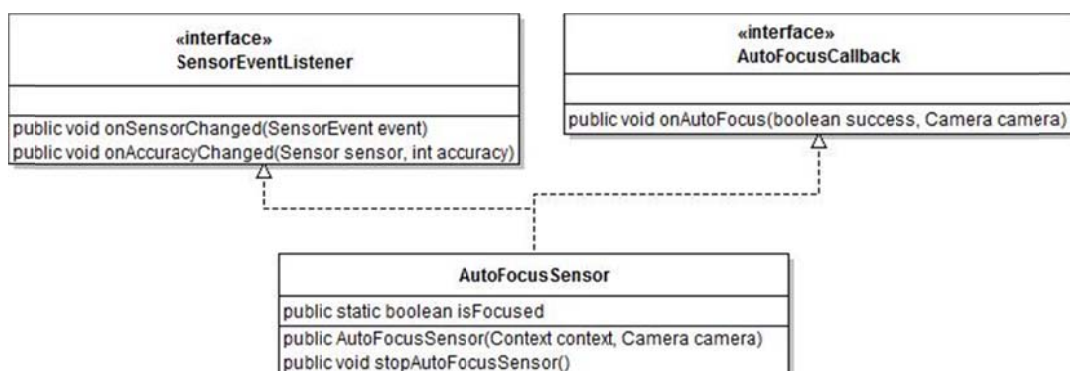 «interface»
SensorEventListener
public void onSensorChanged(SensorEvent event)
public void onAccuracyChanged(Sensor sensor, int accuracy)
«interface»
AutoFocusCallback
public void onAutoFocus(boolean success, Camera camera)
AutoFocusSensor
public static boolean isFocused
public AutoFocusSensor(Context context, Camera camera)
public void stopAutoFocusSensor()